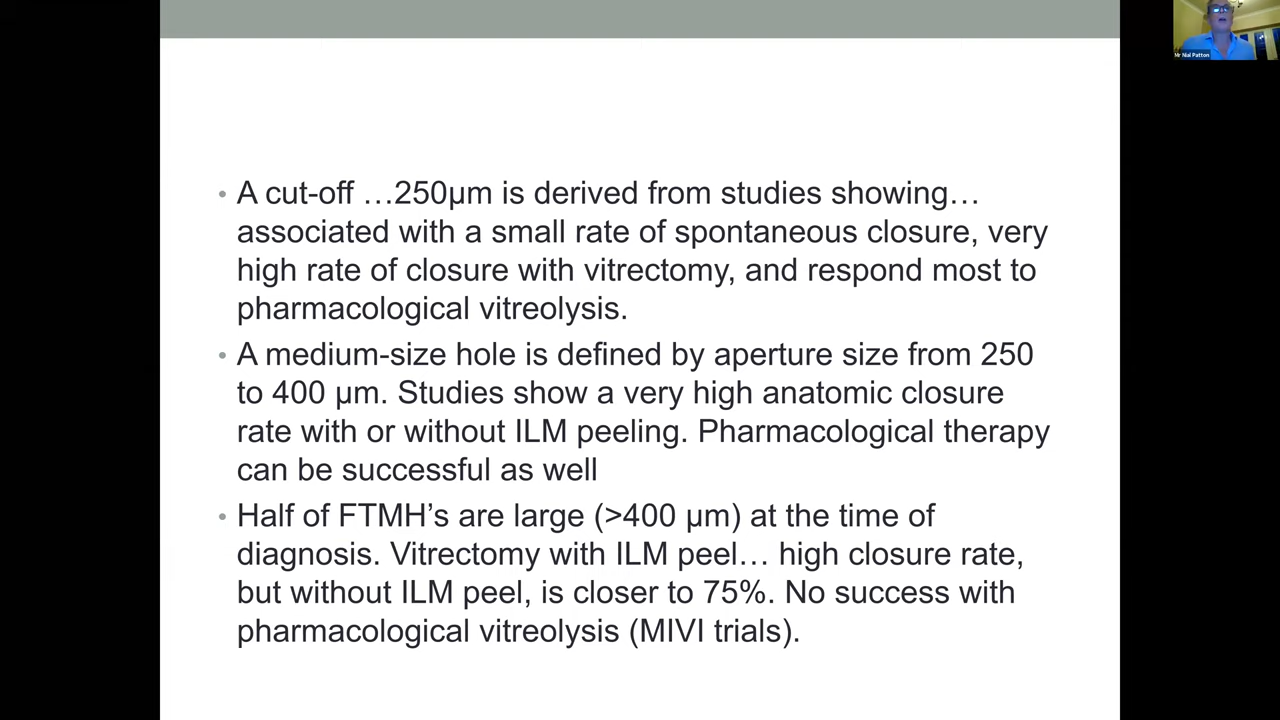 Mr Nial Patton
• A cut-off …250μm is derived from studies showing…
associated with a small rate of spontaneous closure, very
high rate of closure with vitrectomy, and respond most to
pharmacological vitreolysis.
• A medium-size hole is defined by aperture size from 250
to 400 μm. Studies show a very high anatomic closure
rate with or without ILM peeling. Pharmacological therapy
can be successful as well
• Half of FTMH’s are large (>400 μm) at the time of
diagnosis. Vitrectomy with ILM peel… high closure rate,
but without ILM peel, is closer to 75%. No success with
pharmacological vitreolysis (MIVI trials).